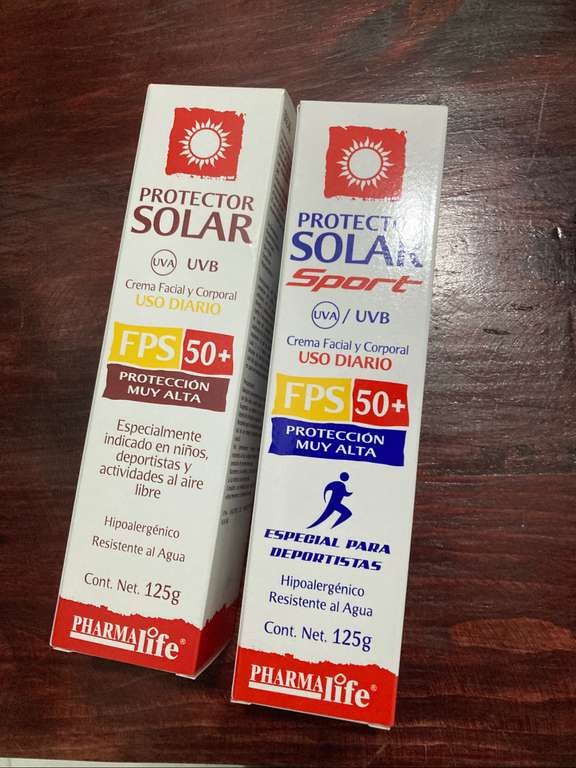 PROTECTOR
SOLAR
UVA UVB
Crema Facial y Corporal
USO DIARIO
FPS 50+
PROTECCIÓN
MUY ALTA
Especialmente
indicado en niños,
deportistas y
actividades al aire
libre
Hipoalergénico
Resistente al Agua
Cont. Net. 125g
PHARMAlife®
PROTECTOR
SOLAR
Sport
UVA / UVB
Crema Facial y Corporal
USO DIARIO
FPS 50+
PROTECCIÓN
MUY ALTA
ESPECIAL PARA
DEPORTISTAS
Hipoalergénico
Resistente al Agua
Cont. Net. 125g
PHARMAlife®